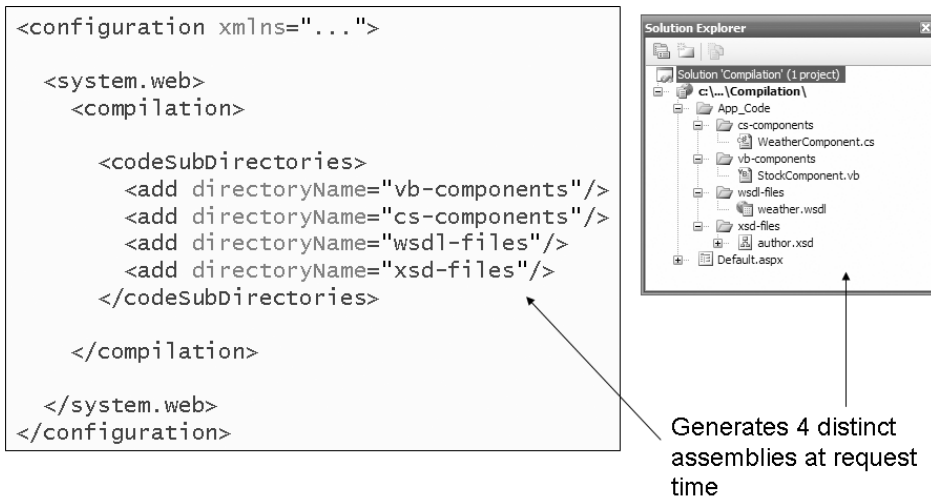 <configuration xmlns="...">
<system.web>
<compilation>
<codeSubDirectories>
<add directoryName="vb-components"/>
<add directoryName="cs-components"/>
<add directoryName="wsdl-files"/>
<add directoryName="xsd-files"/>
</codeSubDirectories>
</compilation>
</system.web>
</configuration>
Solution Explorer
Solution 'Compilation' (1 project)
c:\...\Compilation\
App_Code
cs-components
WeatherComponent.cs
vb-components
StockComponent.vb
wsdl-files
weather.wsdl
xsd-files
author.xsd
Default.aspx
Generates 4 distinct
assemblies at request
time